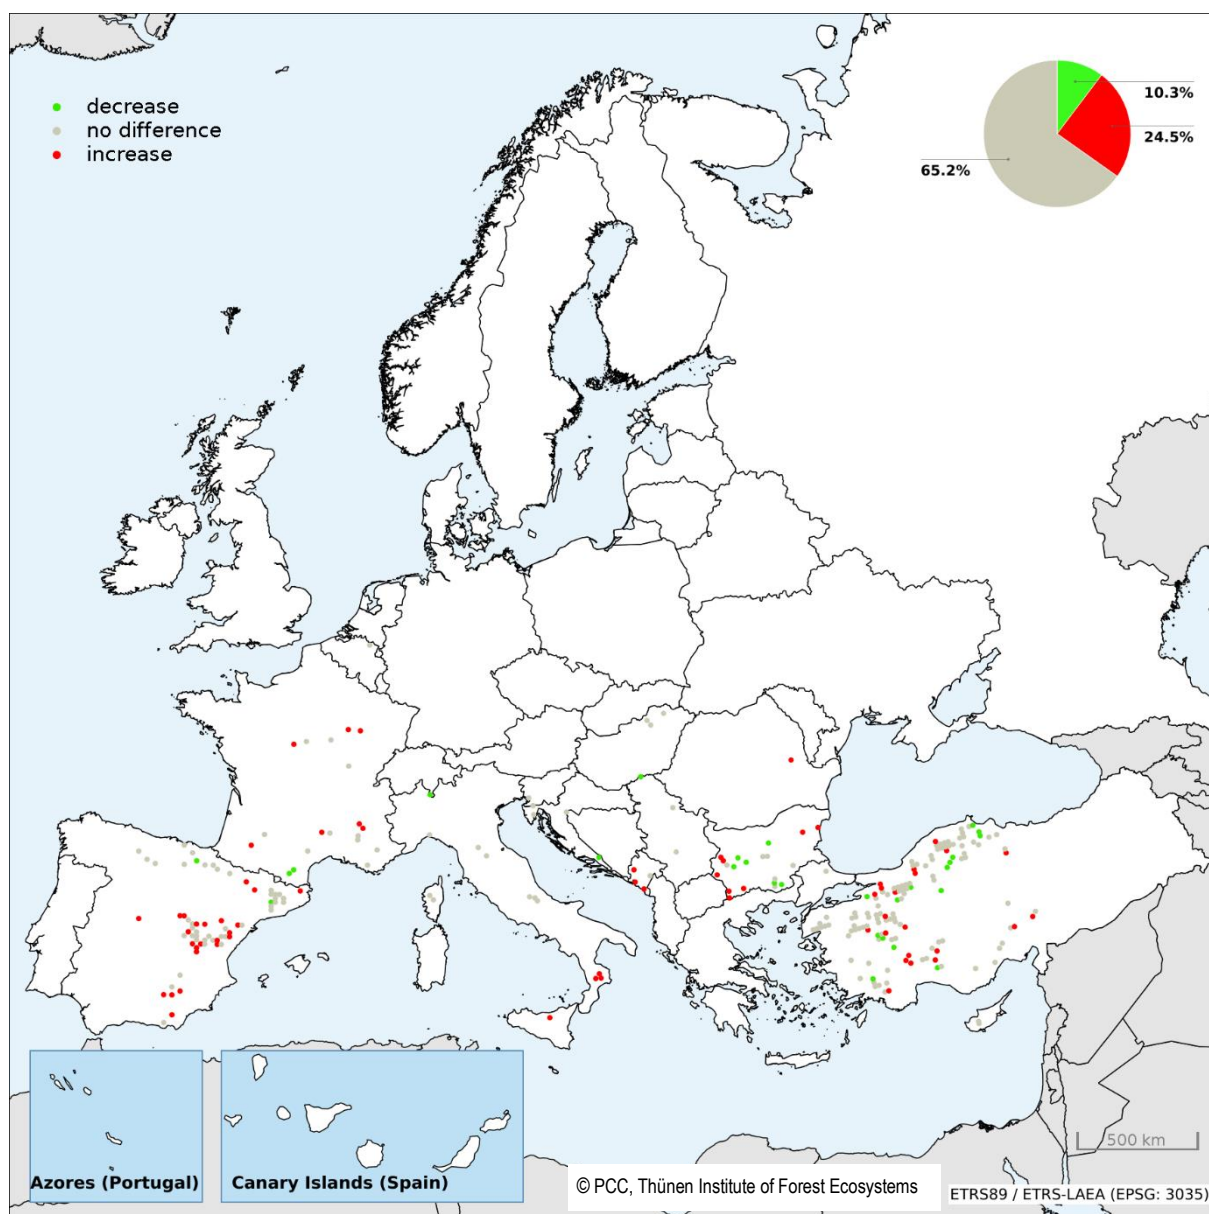 decrease
no difference
increase
10.3%
24.5%
65.2%
500 km
Azores (Portugal)
Canary Islands (Spain)
© PCC, Thünen Institute of Forest Ecosystems
ETRS89 / ETRS-LAEA (EPSG: 3035)